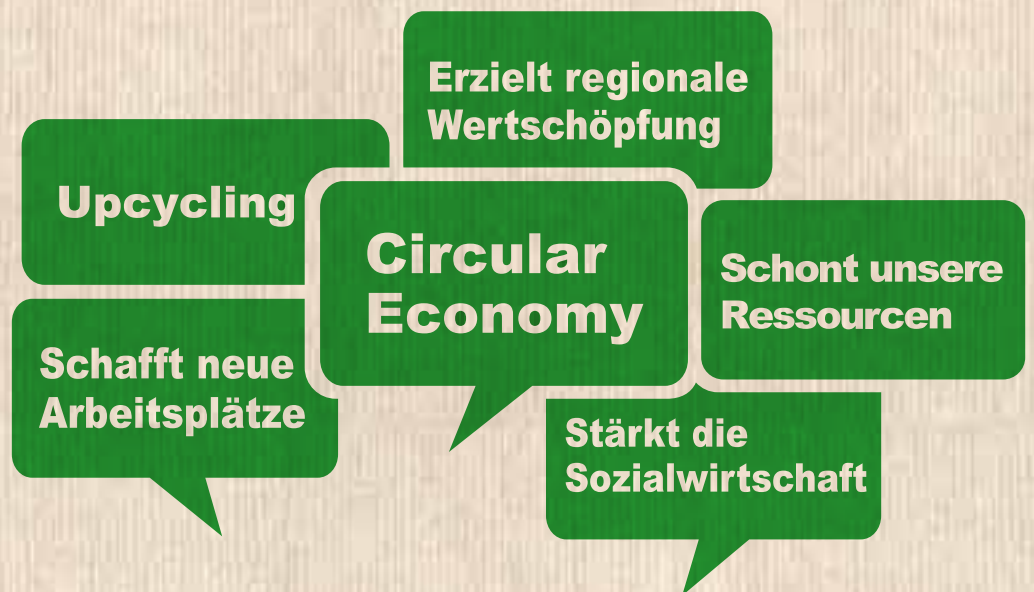 Erzielt regionale
Wertschöpfung
Upcycling
Circular
Economy
Schont unsere
Ressourcen
Schafft neue
Arbeitsplätze
Stärkt die
Sozialwirtschaft